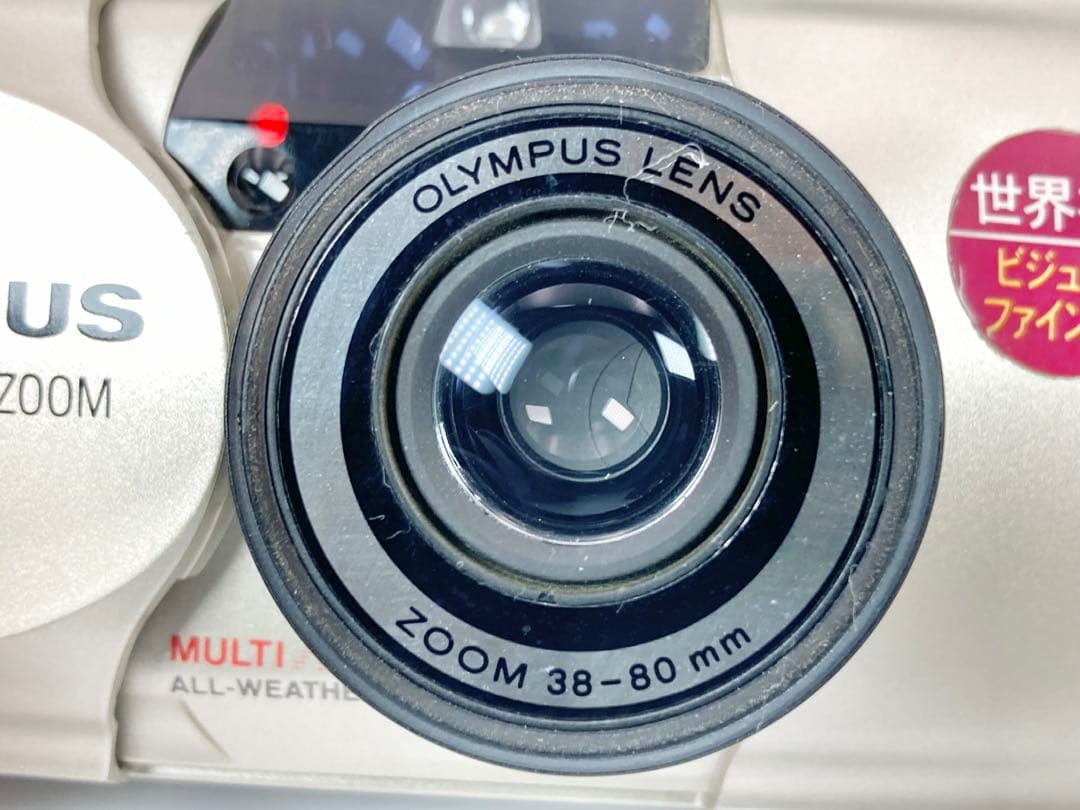 OLYMPUS LENS
US
ZOOM
ZOOM 38-80 mm
MULTI
ALL-WEATHE
世界
ビジュ
ファイン